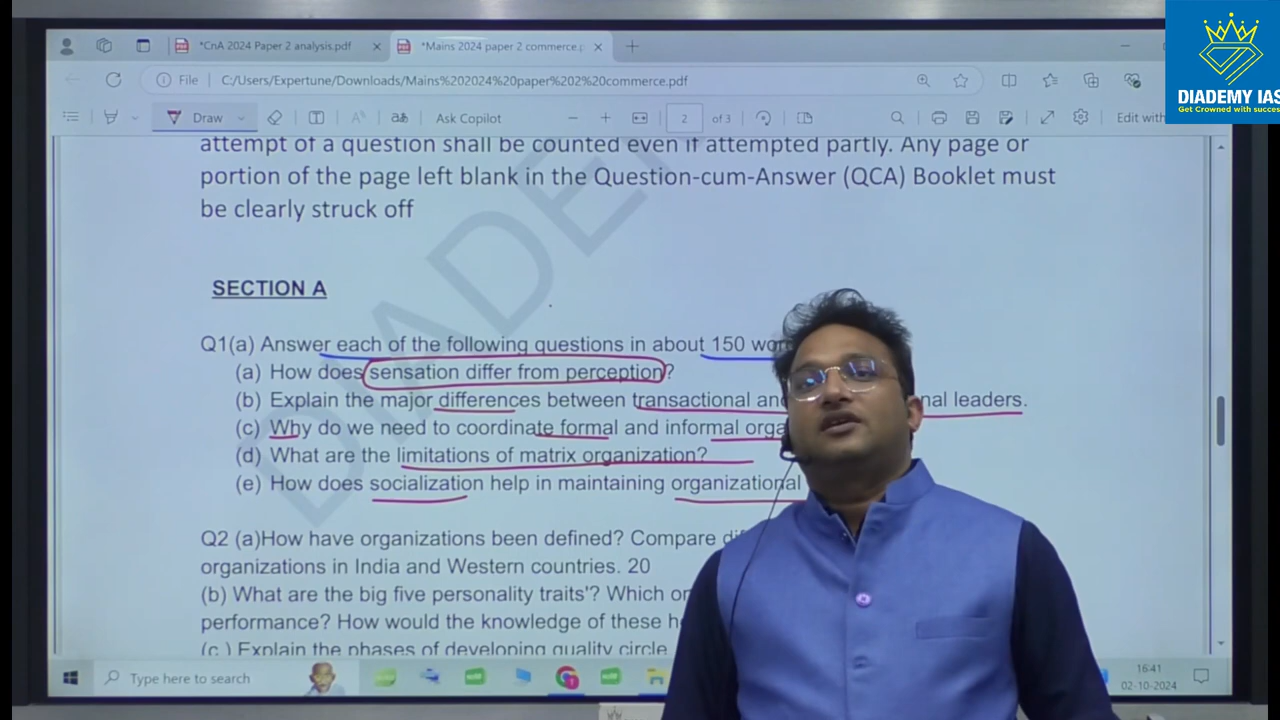 DIADEMY IAS
Get Crowned with succes
*CnA 2024 Paper 2 analysis.pdf
*Mains 2024 paper 2 commerce.p
File
C:/Users/Expertune/Downloads/Mains%202024%20paper%202%20commerce.pdf
Draw
Ask Copilot
2 of 3
Edit with
attempt of a question shall be counted even if attempted partly. Any page or
portion of the page left blank in the Question-cum-Answer (QCA) Booklet must
be clearly struck off
DIADE
SECTION A
Q1(a) Answer each of the following questions in about 150 wor
(a) How does sensation differ from perception?
(b) Explain the major differences between transactional an nal leaders.
(c) Why do we need to coordinate formal and informal orga
(d) What are the limitations of matrix organization?
(e) How does socialization help in maintaining organizational
Q2 (a)How have organizations been defined? Compare di
organizations in India and Western countries. 20
(b) What are the big five personality traits'? Which on
performance? How would the knowledge of these h
(c ) Explain the phases of developing quality circle
Type here to search
16:41
02-10-2024